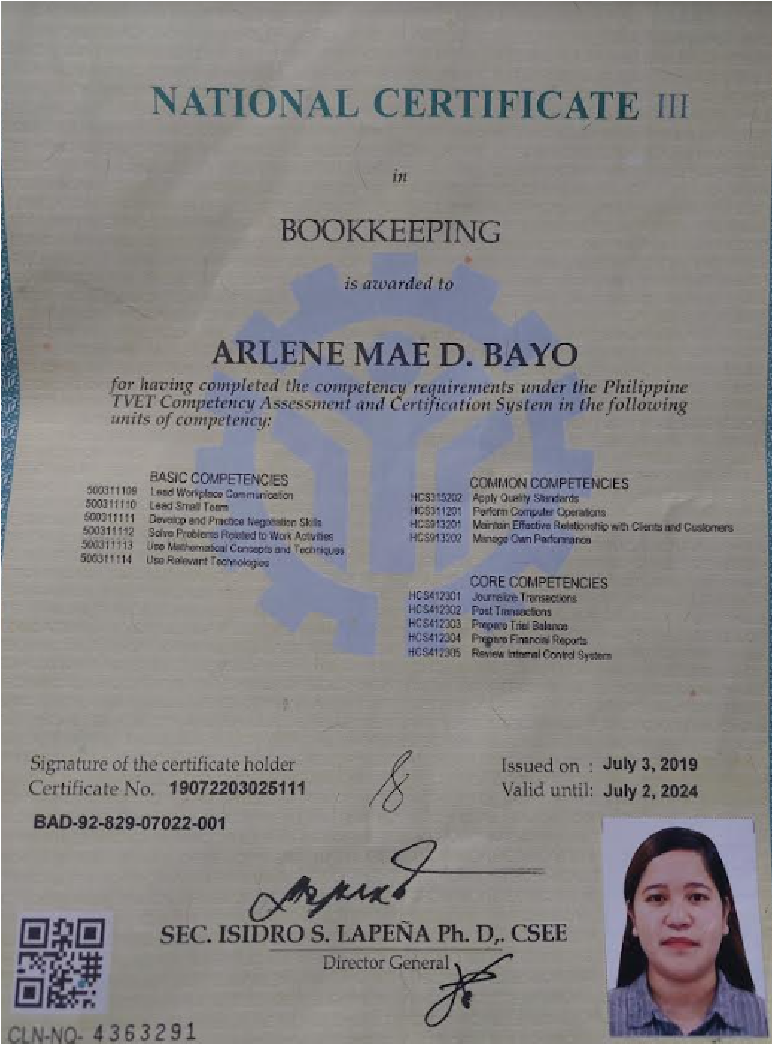 NATIONAL CERTIFICATE III
in
BOOKKEEPING
is awarded to
ARLENE MAE D. BAYO
for having completed the competency requirements under the Philippine
TVET Competency Assessment and Certification System in the following
units of competency:
BASIC COMPETENCIES
500311109 Lead Workplace Communication
500311110 Lead Small Team
500311111 Develop and Practice Negotiation Skills
500311112 Solve Problems Related to Work Activities
500311113 Use Mathematical Concepts and Techniques
500311114 Use Relevant Technologies
COMMON COMPETENCIES
HCS315202 Apply Quality Standards
HCS311201 Perform Computer Operations
HCS913201 Maintain Effective Relationship with Clients and Customers
HCS913202 Manage Own Performance
CORE COMPETENCIES
HCS412301 Journalize Transactions
HCS412302 Post Transactions
HCS412303 Prepare Trial Balance
HCS412304 Prepare Financial Reports
HCS412305 Review Internal Control System
Signature of the certificate holder
Certificate No. 19072203025111
BAD-92-829-07022-001
Issued on : July 3, 2019
Valid until: July 2, 2024
SEC. ISIDRO S. LAPEÑA Ph. D,. CSEE
Director General
CLN-NQ- 4363291